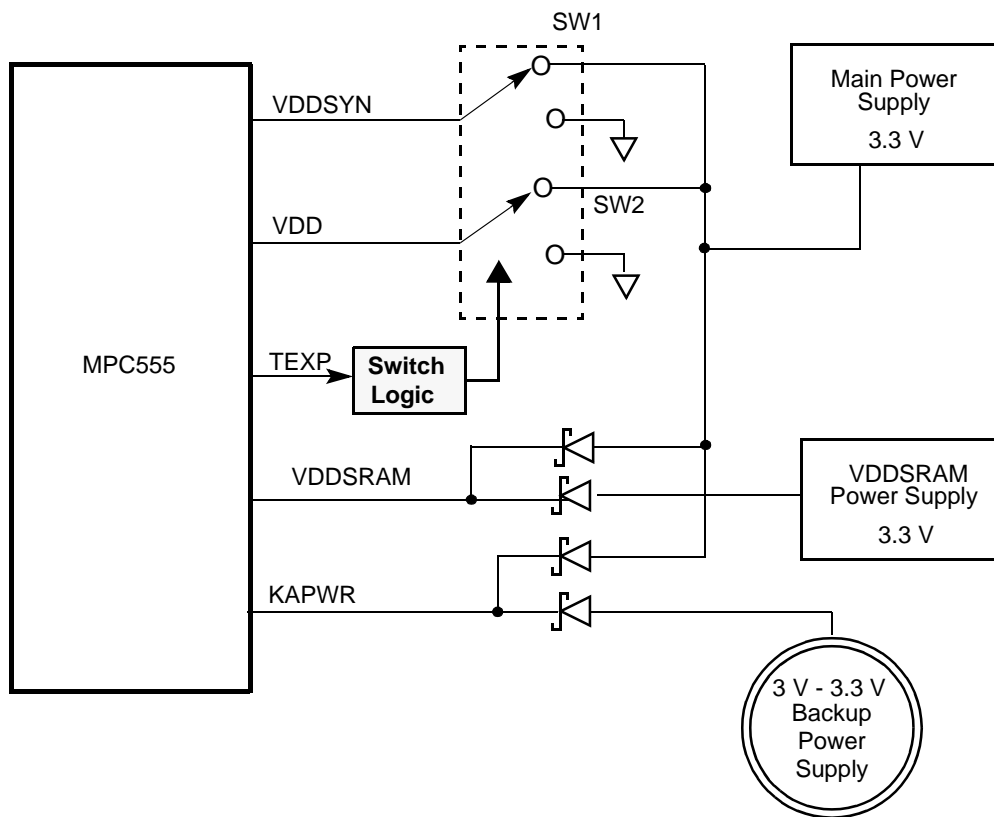 SW1
Main Power
Supply
3.3 V
VDDSYN
VDD
SW2
MPC555
TEXP
Switch
Logic
VDDSRAM
VDDSRAM
Power Supply
3.3 V
KAPWR
3 V - 3.3 V
Backup
Power
Supply